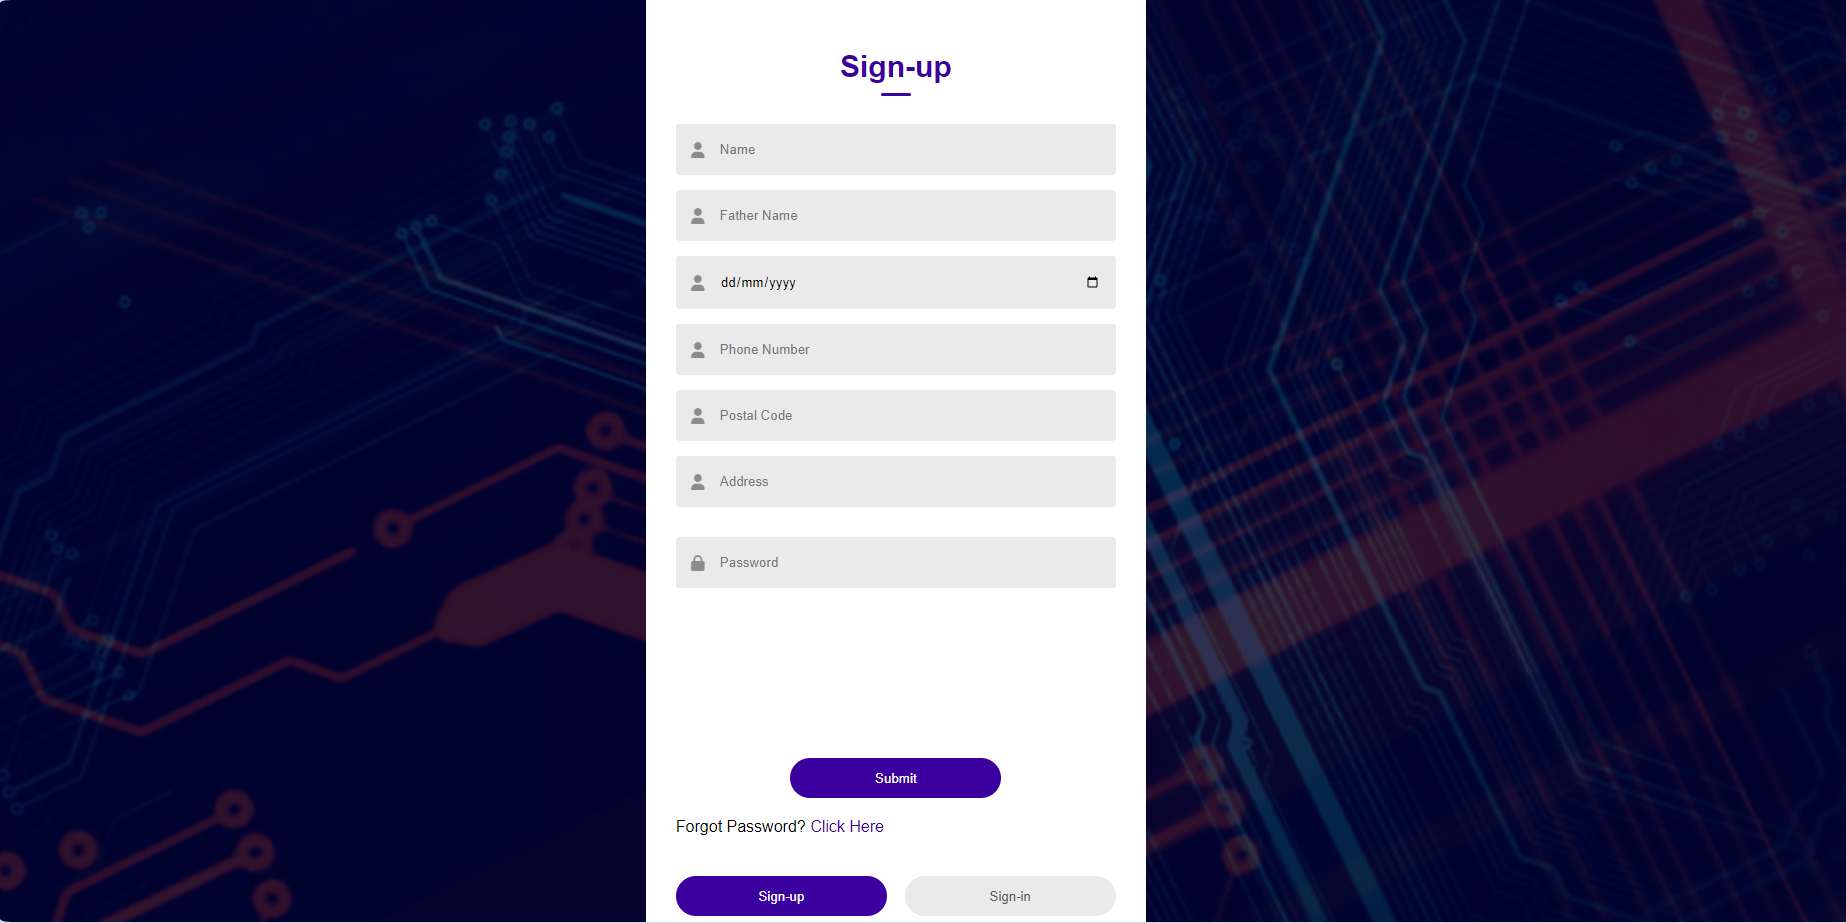 Sign-up
Name
Father Name
dd/mm/yyyy
Phone Number
Postal Code
Address
Password
Submit
Forgot Password? Click Here
Sign-up Sign-in